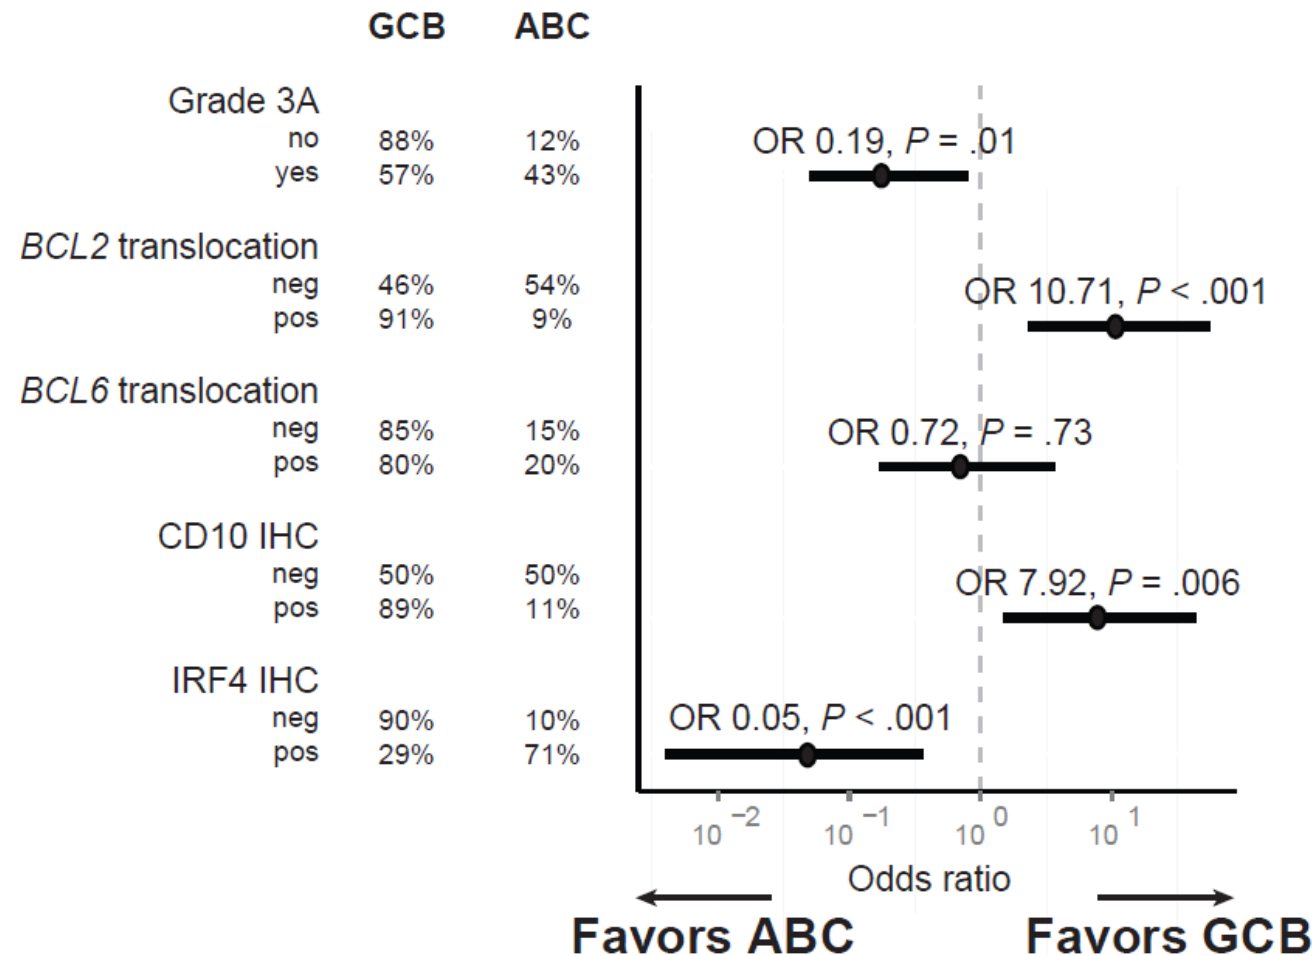 GCB ABC
Grade 3A
OR 0.19, P = .01
no 88% 12%
yes 57% 43%
BCL2 translocation
neg 46% 54%
OR 10.71, P < .001
pos 91% 9%
BCL6 translocation
neg 85% 15%
OR 0.72, P = .73
pos 80% 20%
CD10 IHC
neg 50% 50%
OR 7.92, P = .006
pos 89% 11%
IRF4 IHC
neg 90% 10%
OR 0.05, P < .001
pos 29% 71%
10 −2 10 −1 10 0 10 1
Odds ratio
Favors ABC Favors GCB